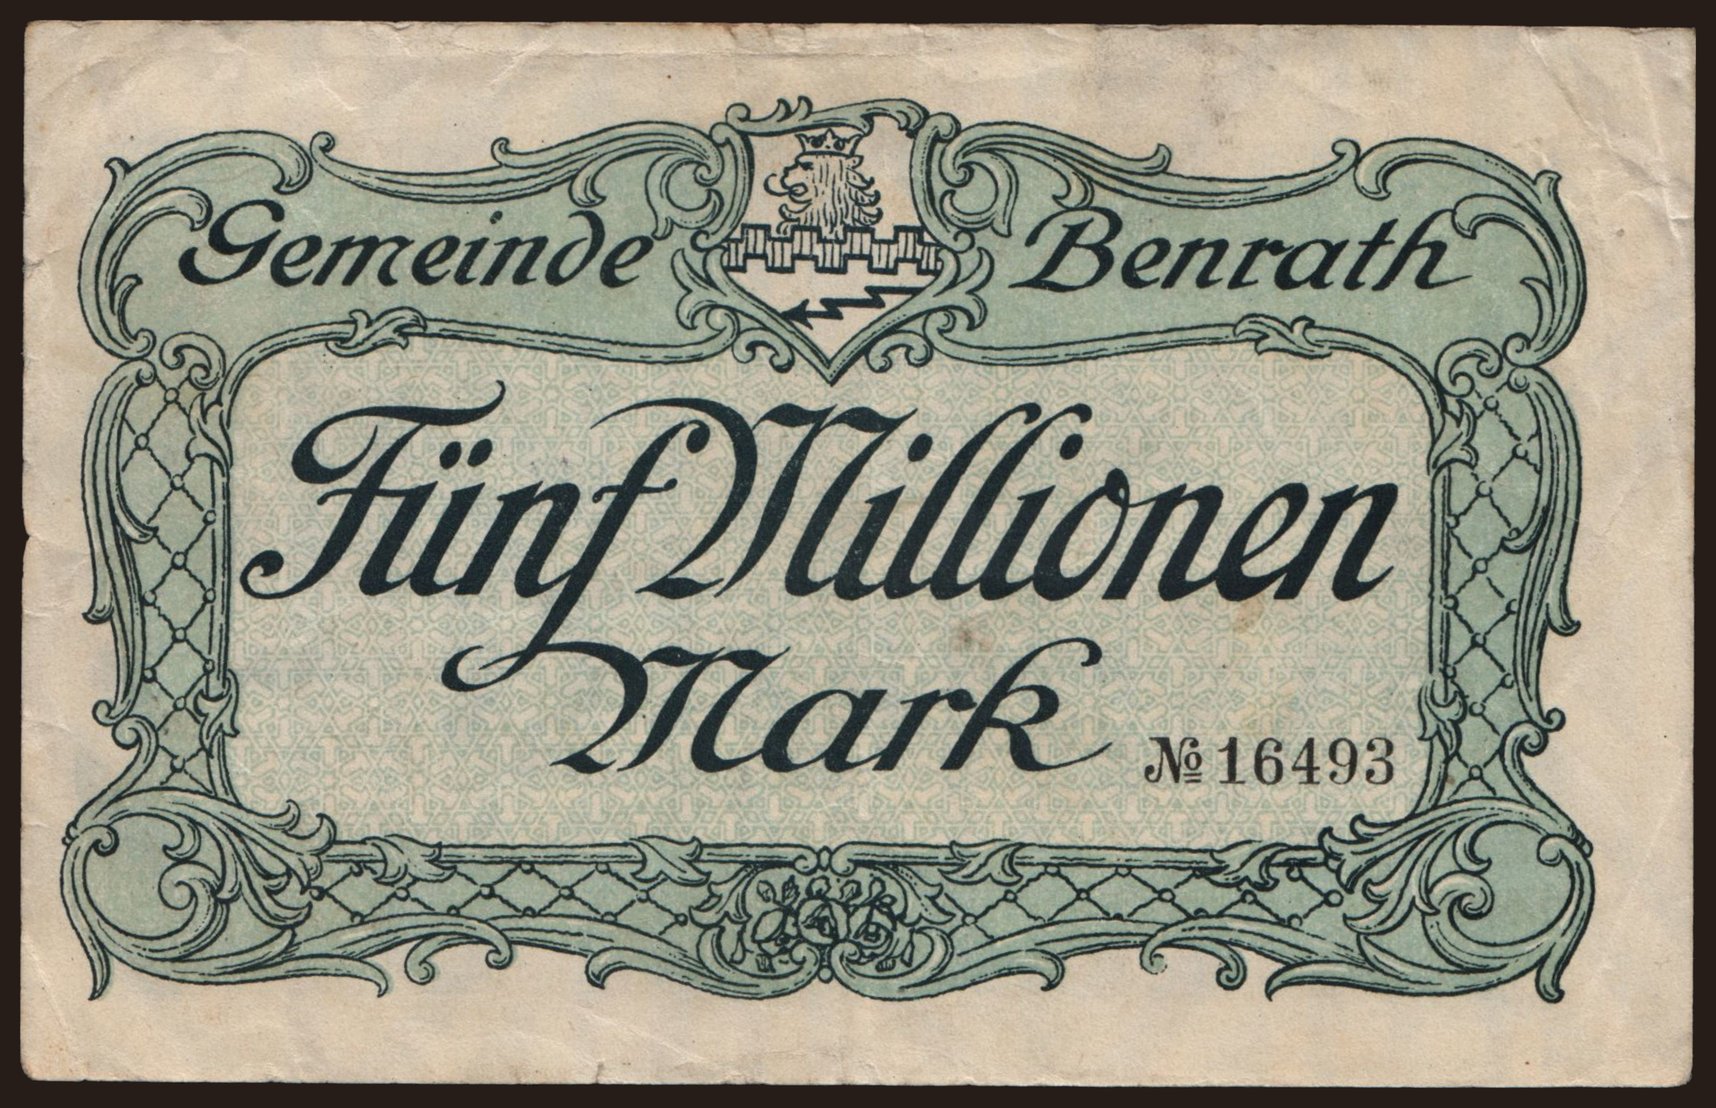 Gemeinde Benrath
Fünf Millionen
Mark
№ 16493